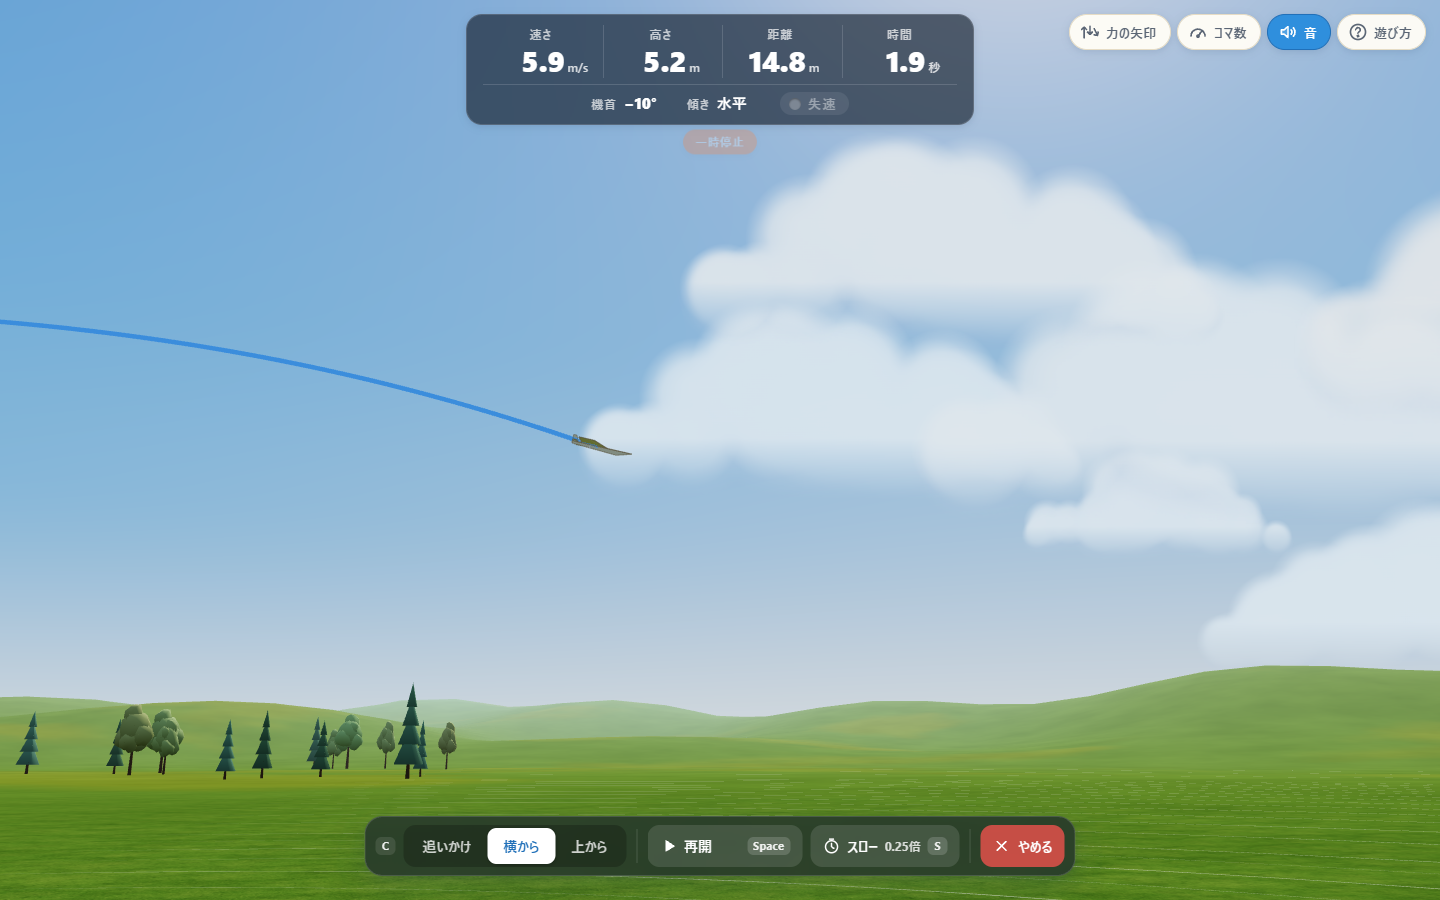 速さ 高さ 距離 時間
5.9 m/s 5.2 m 14.8 m 1.9 秒
機首 −10° 傾き 水平 失速
一時停止
力の矢印 コマ数 音 遊び方
C 追いかけ 横から 上から 再開 Space スロー 0.25倍 S やめる